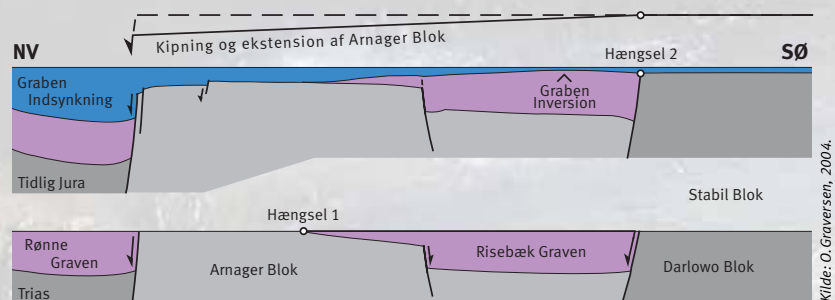 Kipning og ekstension af Arnager Blok
NV
Hængsel 2
SØ
Graben
Indsynkning
Graben
Inversion
Tidlig Jura
Stabil Blok
Hængsel 1
Rønne
Graven
Arnager Blok
Risebæk Graven
Darlowo Blok
Trias
Kilde: O.Graversen, 2004.